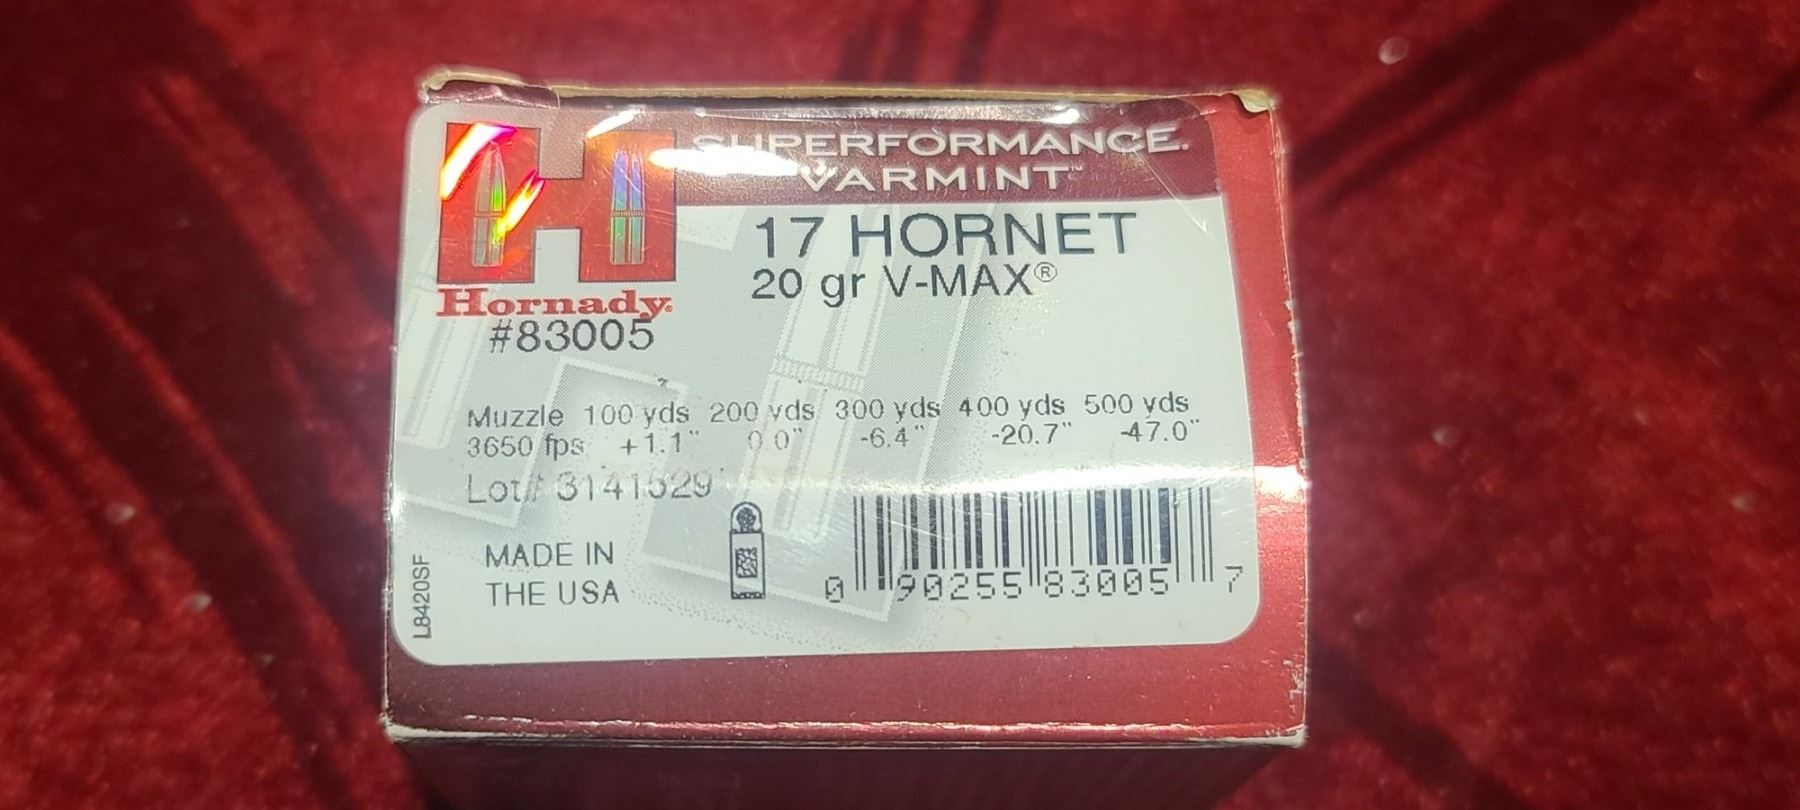 SUPERFORMANCE.
VARMINT™
17 HORNET
20 gr V-MAX®
Hornady®
#83005
Muzzle 100 yds 200 yds 300 yds 400 yds 500 yds
3650 fps +1.1" 0.0" -6.4" -20.7" -47.0"
Lot# 3141529
MADE IN
THE USA
L8420SF
0 90255 83005 7